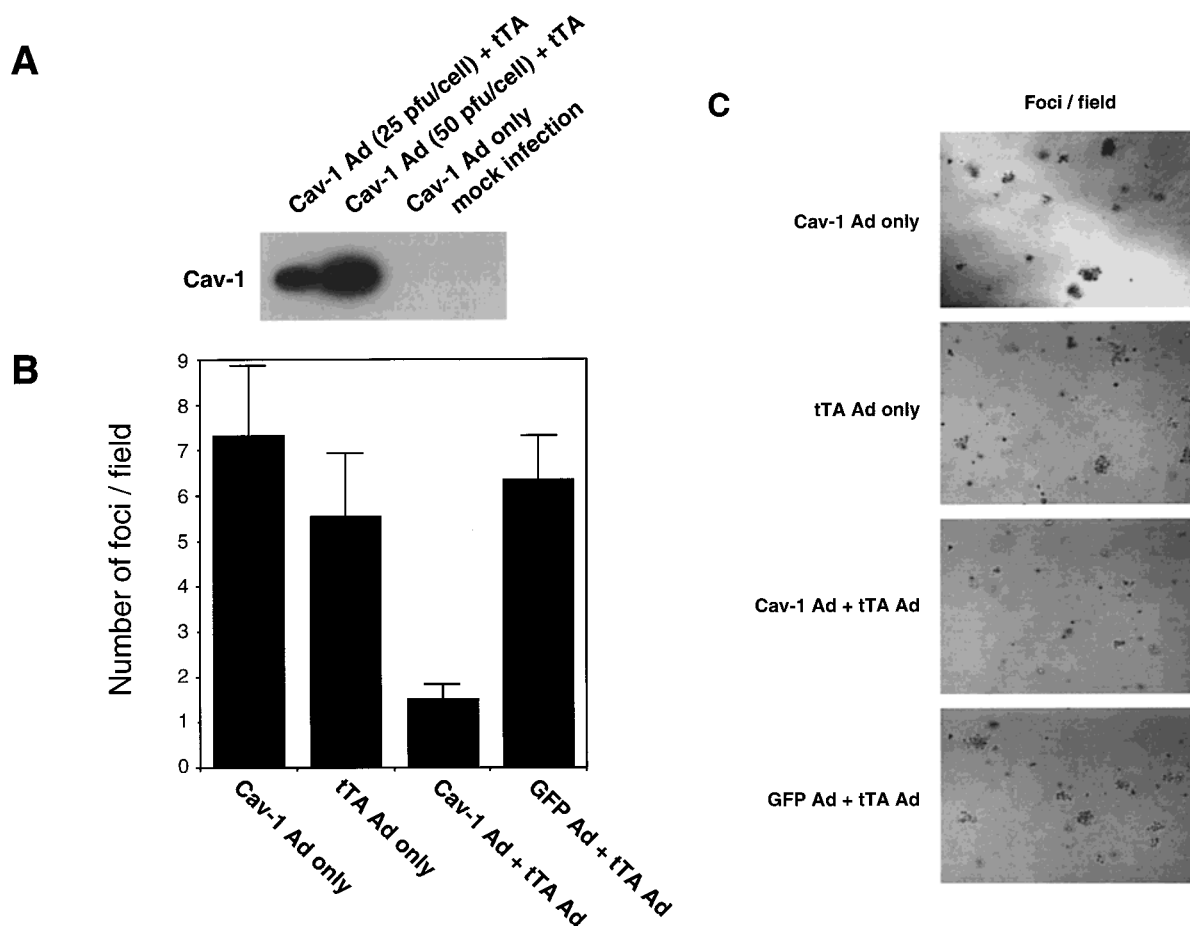 A
Cav-1 Ad (25 pfu/cell) + tTA
Cav-1 Ad (50 pfu/cell) + tTA
Cav-1 Ad only
mock infection
Cav-1
B
Number of foci / field
9
8
7
6
5
4
3
2
1
0
Cav-1 Ad only
tTA Ad only
Cav-1 Ad + tTA Ad
GFP Ad + tTA Ad
C
Foci / field
Cav-1 Ad only
tTA Ad only
Cav-1 Ad + tTA Ad
GFP Ad + tTA Ad